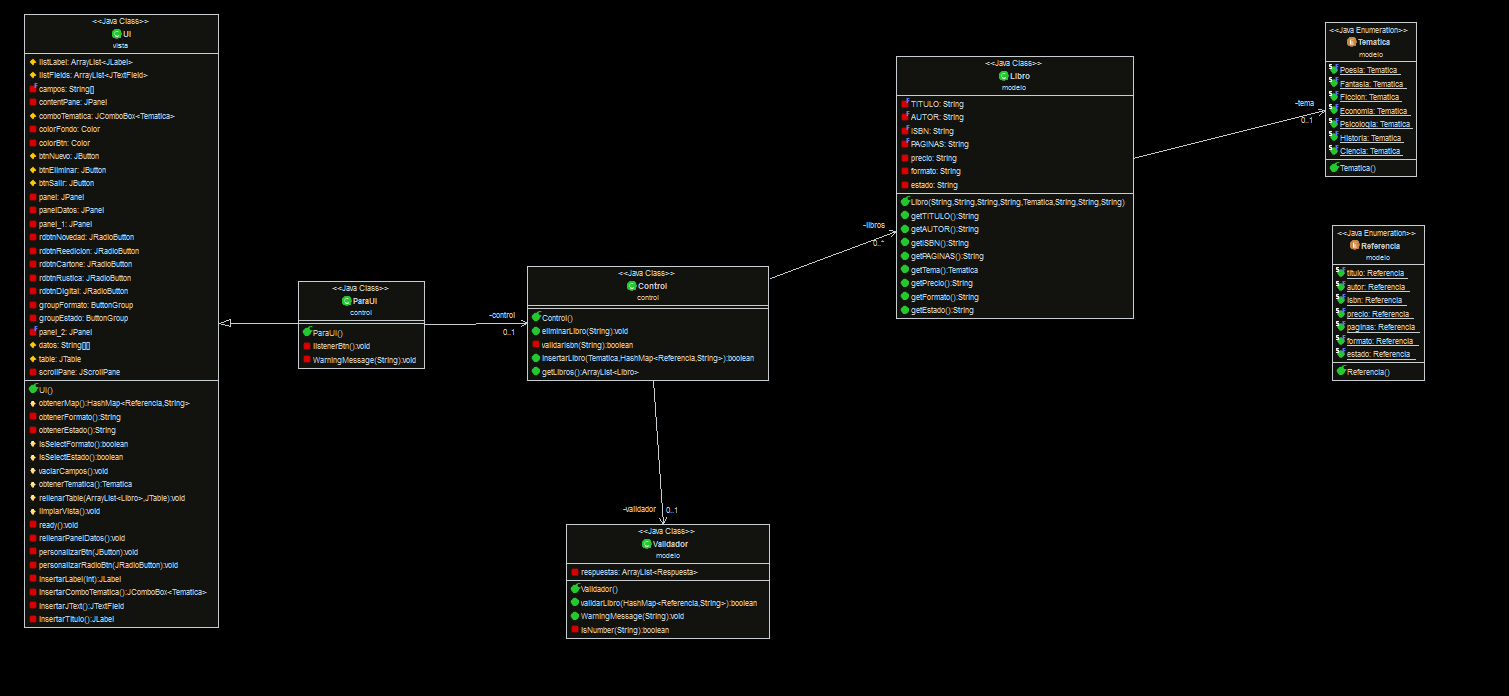 <<Java Class>>
UI
vista
listLabel: ArrayList<JLabel>
listFields: ArrayList<JTextField>
campos: String[]
contentPane: JPanel
comboTematica: JComboBox<Tematica>
colorFondo: Color
colorBtn: Color
btnNuevo: JButton
btnEliminar: JButton
btnSalir: JButton
panel: JPanel
panelDatos: JPanel
panel_1: JPanel
rdbtnNovedad: JRadioButton
rdbtnReedicion: JRadioButton
rdbtnCartone: JRadioButton
rdbtnRustica: JRadioButton
rdbtnDigital: JRadioButton
groupFormato: ButtonGroup
groupEstado: ButtonGroup
panel_2: JPanel
datos: String[][]
table: JTable
scrollPane: JScrollPane
UI()
obtenerMap():HashMap<Referencia,String>
obtenerFormato():String
obtenerEstado():String
isSelectFormato():boolean
isSelectEstado():boolean
vaciarCampos():void
obtenerTematica():Tematica
rellenarTable(ArrayList<Libro>,JTable):void
limpiarVista():void
ready():void
rellenarPanelDatos():void
personalizarBtn(JButton):void
personalizarRadioBtn(JRadioButton):void
insertarLabel(int):JLabel
insertarComboTematica():JComboBox<Tematica>
insertarJText():JTextField
insertarTitulo():JLabel
<<Java Class>>
ParaUI
control
ParaUI()
listenerBtn():void
WarningMessage(String):void
-control
0..1
<<Java Class>>
Control
control
Control()
eliminarLibro(String):void
validarIsbn(String):boolean
insertarLibro(Tematica,HashMap<Referencia,String>):boolean
getLibros():ArrayList<Libro>
-validador
0..1
<<Java Class>>
Validador
modelo
respuestas: ArrayList<Respuesta>
Validador()
validarLibro(HashMap<Referencia,String>):boolean
WarningMessage(String):void
isNumber(String):boolean
-libros
0..*
<<Java Class>>
Libro
modelo
TITULO: String
AUTOR: String
ISBN: String
PAGINAS: String
precio: String
formato: String
estado: String
Libro(String,String,String,String,Tematica,String,String,String)
getTITULO():String
getAUTOR():String
getISBN():String
getPAGINAS():String
getTema():Tematica
getPrecio():String
getFormato():String
getEstado():String
-tema
0..1
<<Java Enumeration>>
Tematica
modelo
Poesia: Tematica
Fantasia: Tematica
Ficcion: Tematica
Economia: Tematica
Psicologia: Tematica
Historia: Tematica
Ciencia: Tematica
Tematica()
<<Java Enumeration>>
Referencia
modelo
titulo: Referencia
autor: Referencia
isbn: Referencia
precio: Referencia
paginas: Referencia
formato: Referencia
estado: Referencia
Referencia()